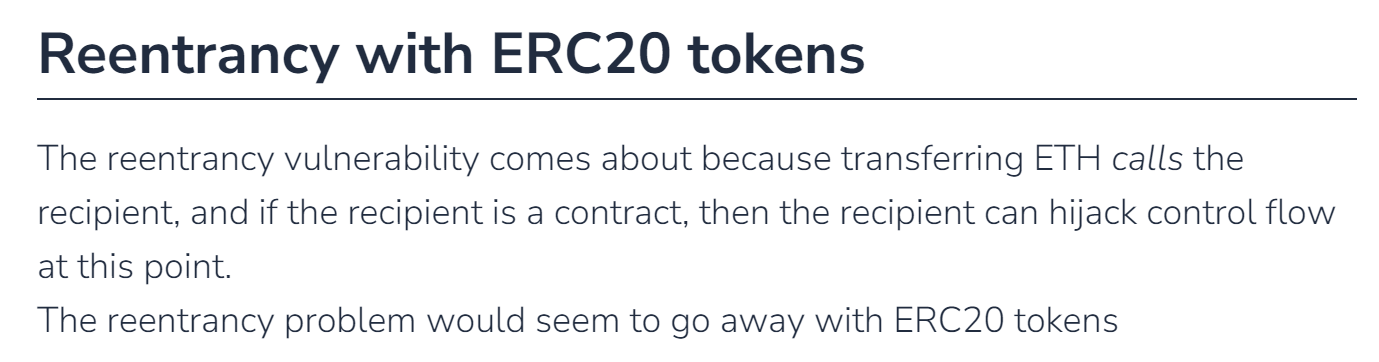 Reentrancy with ERC20 tokens
The reentrancy vulnerability comes about because transferring ETH calls the
recipient, and if the recipient is a contract, then the recipient can hijack control flow
at this point.
The reentrancy problem would seem to go away with ERC20 tokens